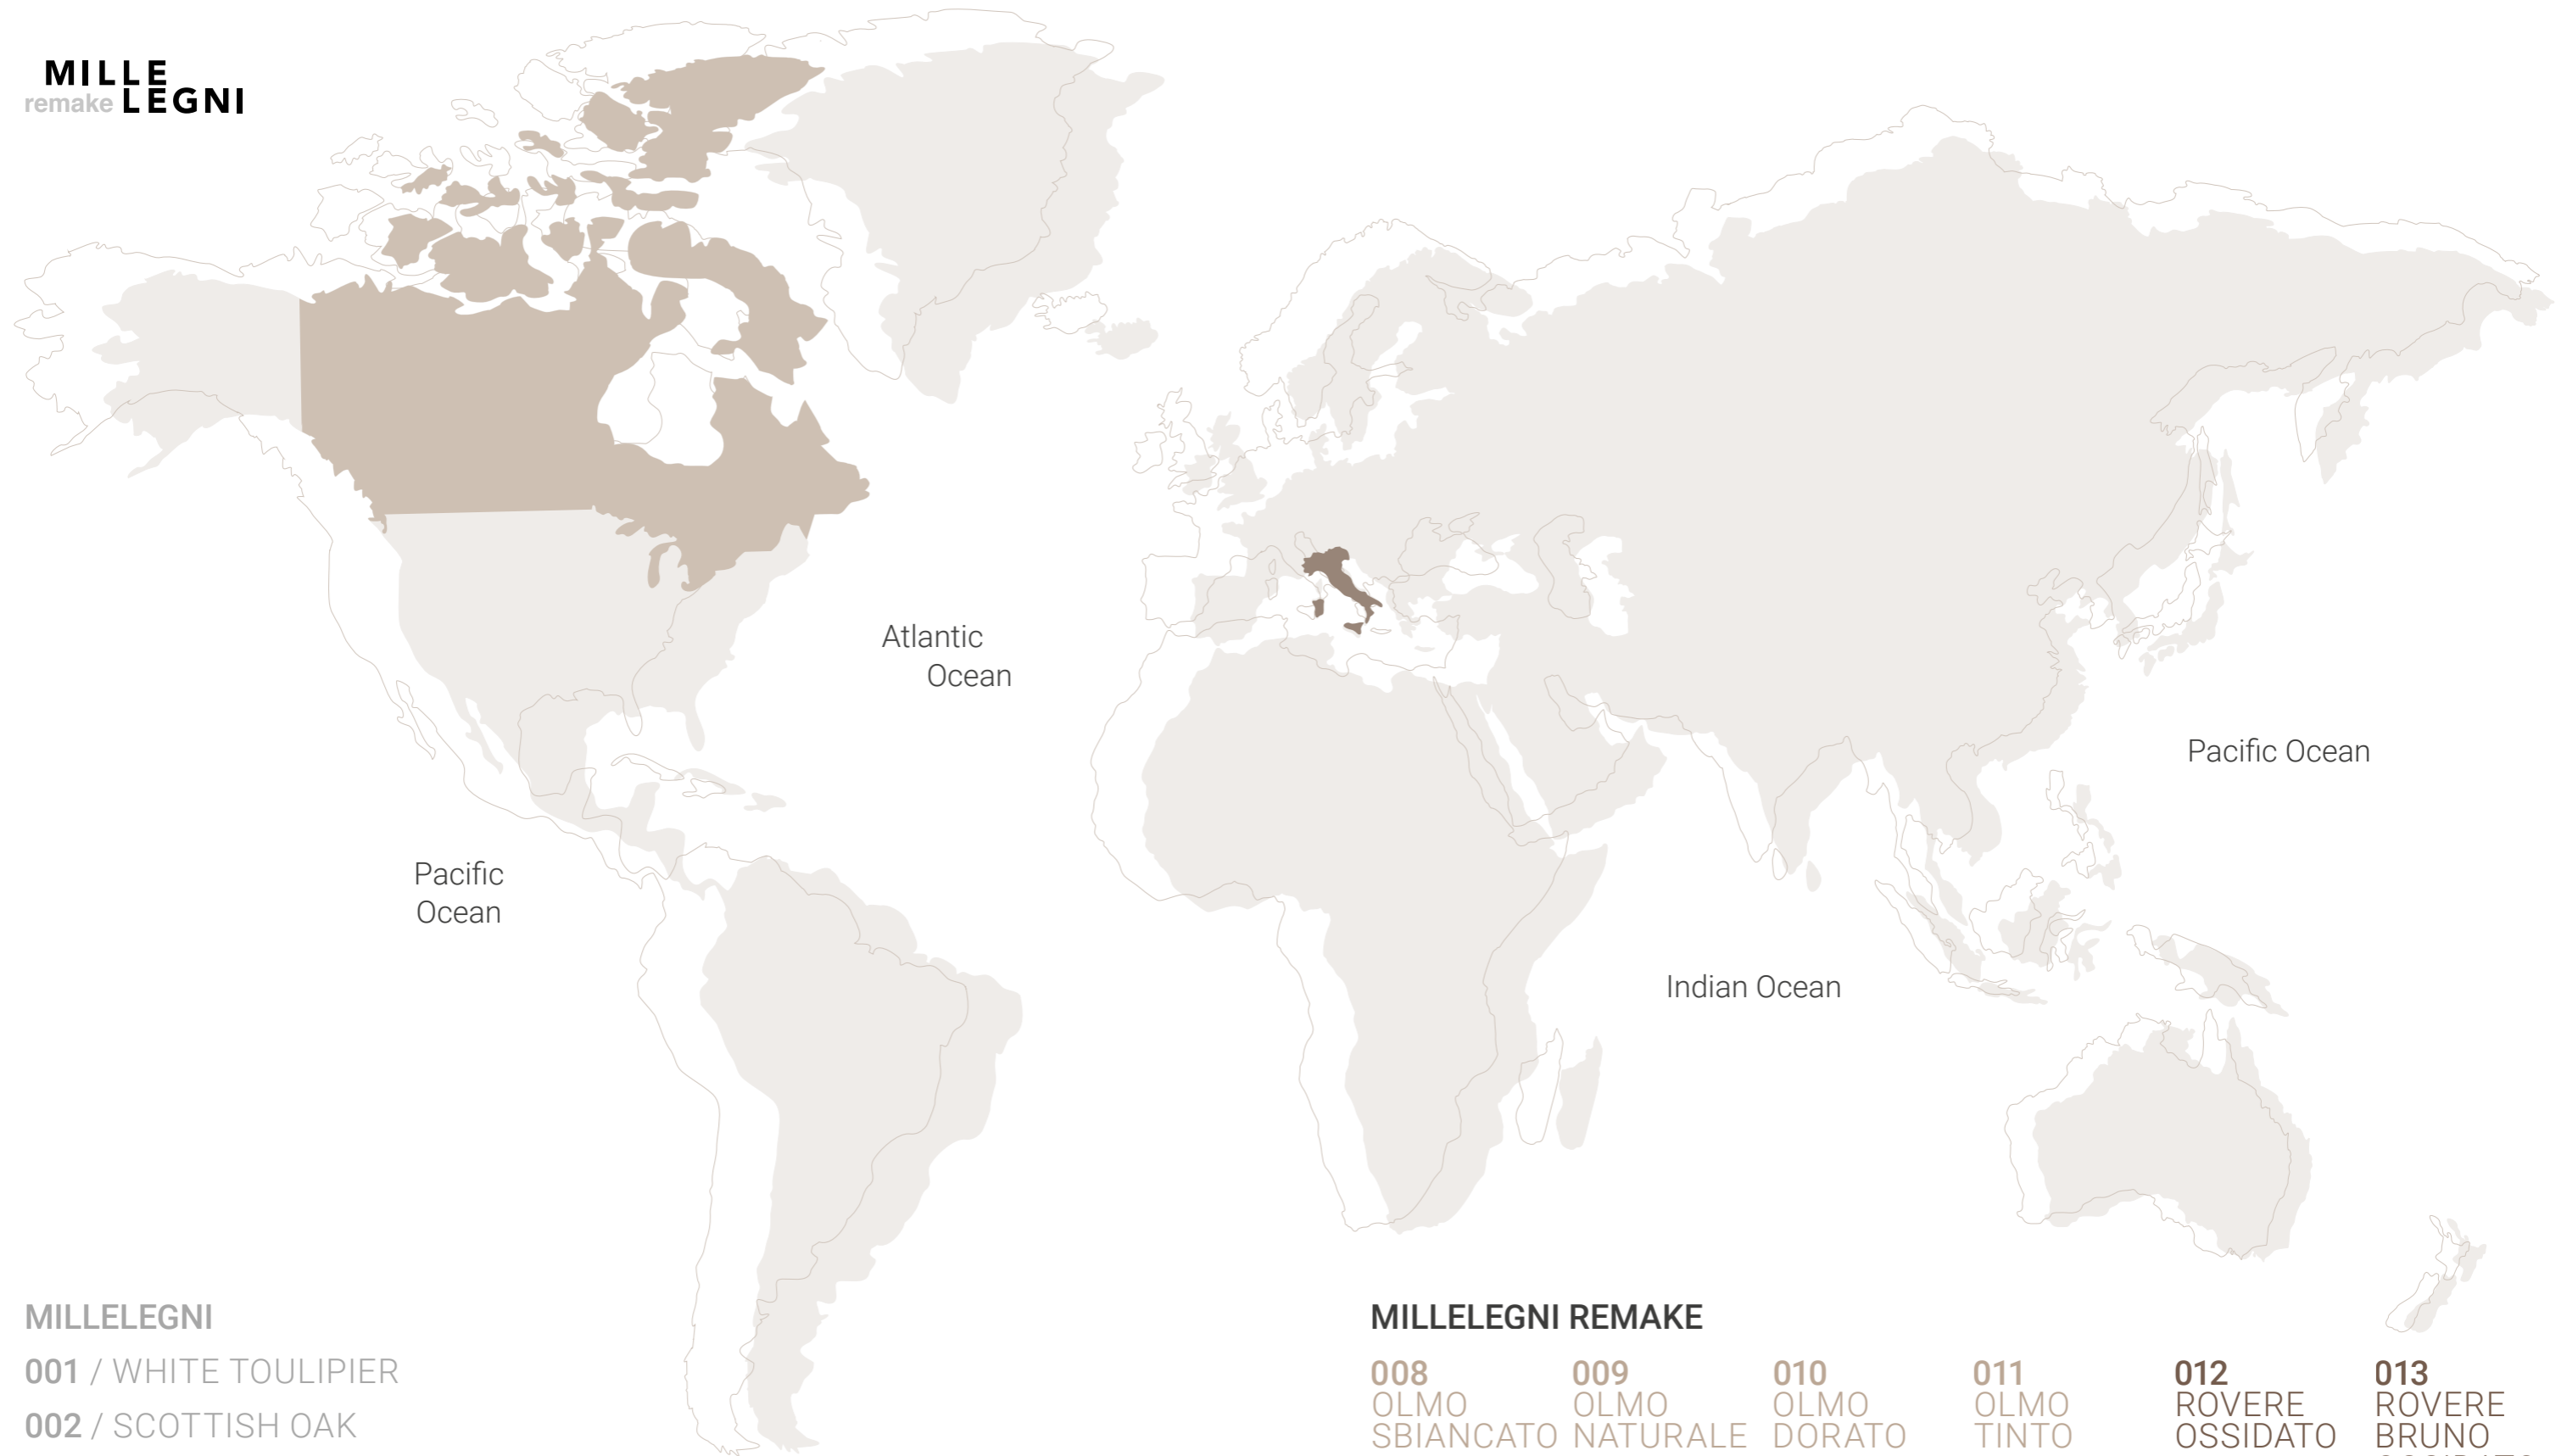 MILLE
remake LEGNI
Atlantic
Ocean
Pacific Ocean
Pacific
Ocean
Indian Ocean
MILLELEGNI
001 / WHITE TOULIPIER
002 / SCOTTISH OAK
MILLELEGNI REMAKE
008
OLMO
SBIANCATO
009
OLMO
NATURALE
010
OLMO
DORATO
011
OLMO
TINTO
012
ROVERE
OSSIDATO
013
ROVERE
BRUNO